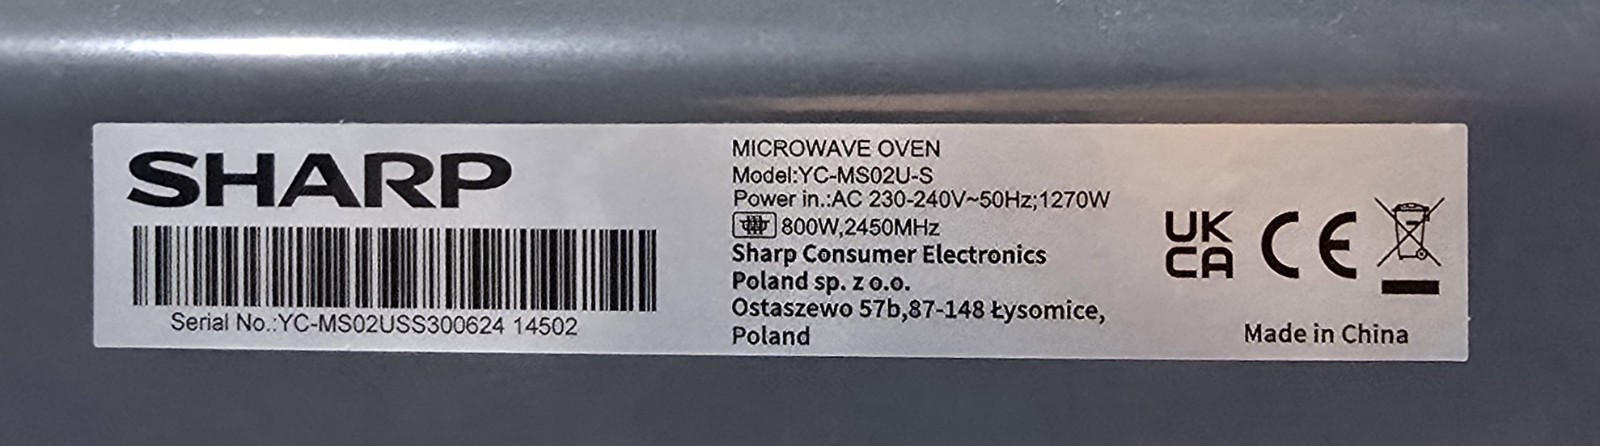 SHARP
Serial No.:YC-MS02USS300624 14502
MICROWAVE OVEN
Model:YC-MS02U-S
Power in.:AC 230-240V~50Hz;1270W
800W,2450MHz
Sharp Consumer Electronics
Poland sp. z o.o.
Ostaszewo 57b,87-148 Łysomice,
Poland
UK
CA
CE
Made in China